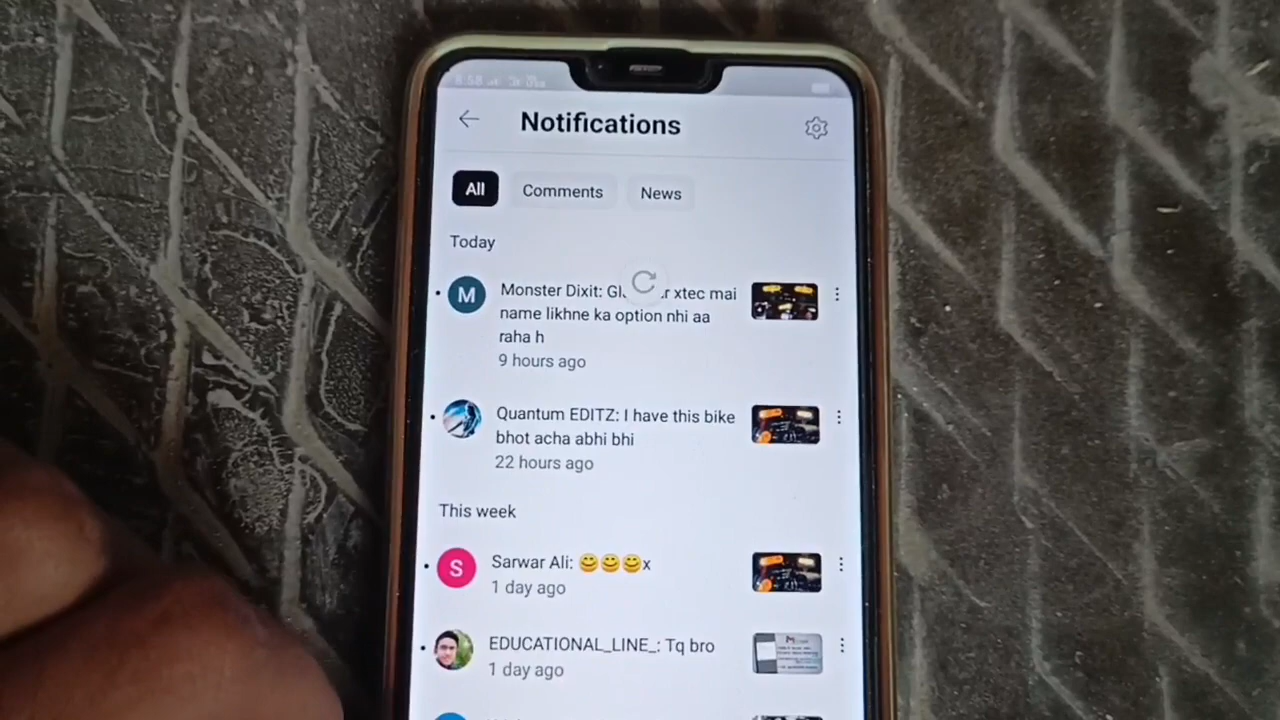 Notifications
All
Comments
News
Today
Monster Dixit: Gl r xtec mai
name likhne ka option nhi aa
raha h
9 hours ago
Quantum EDITZ: I have this bike
bhot acha abhi bhi
22 hours ago
This week
Sarwar Ali: 😊😊😊x
1 day ago
EDUCATIONAL_LINE_: Tq bro
1 day ago